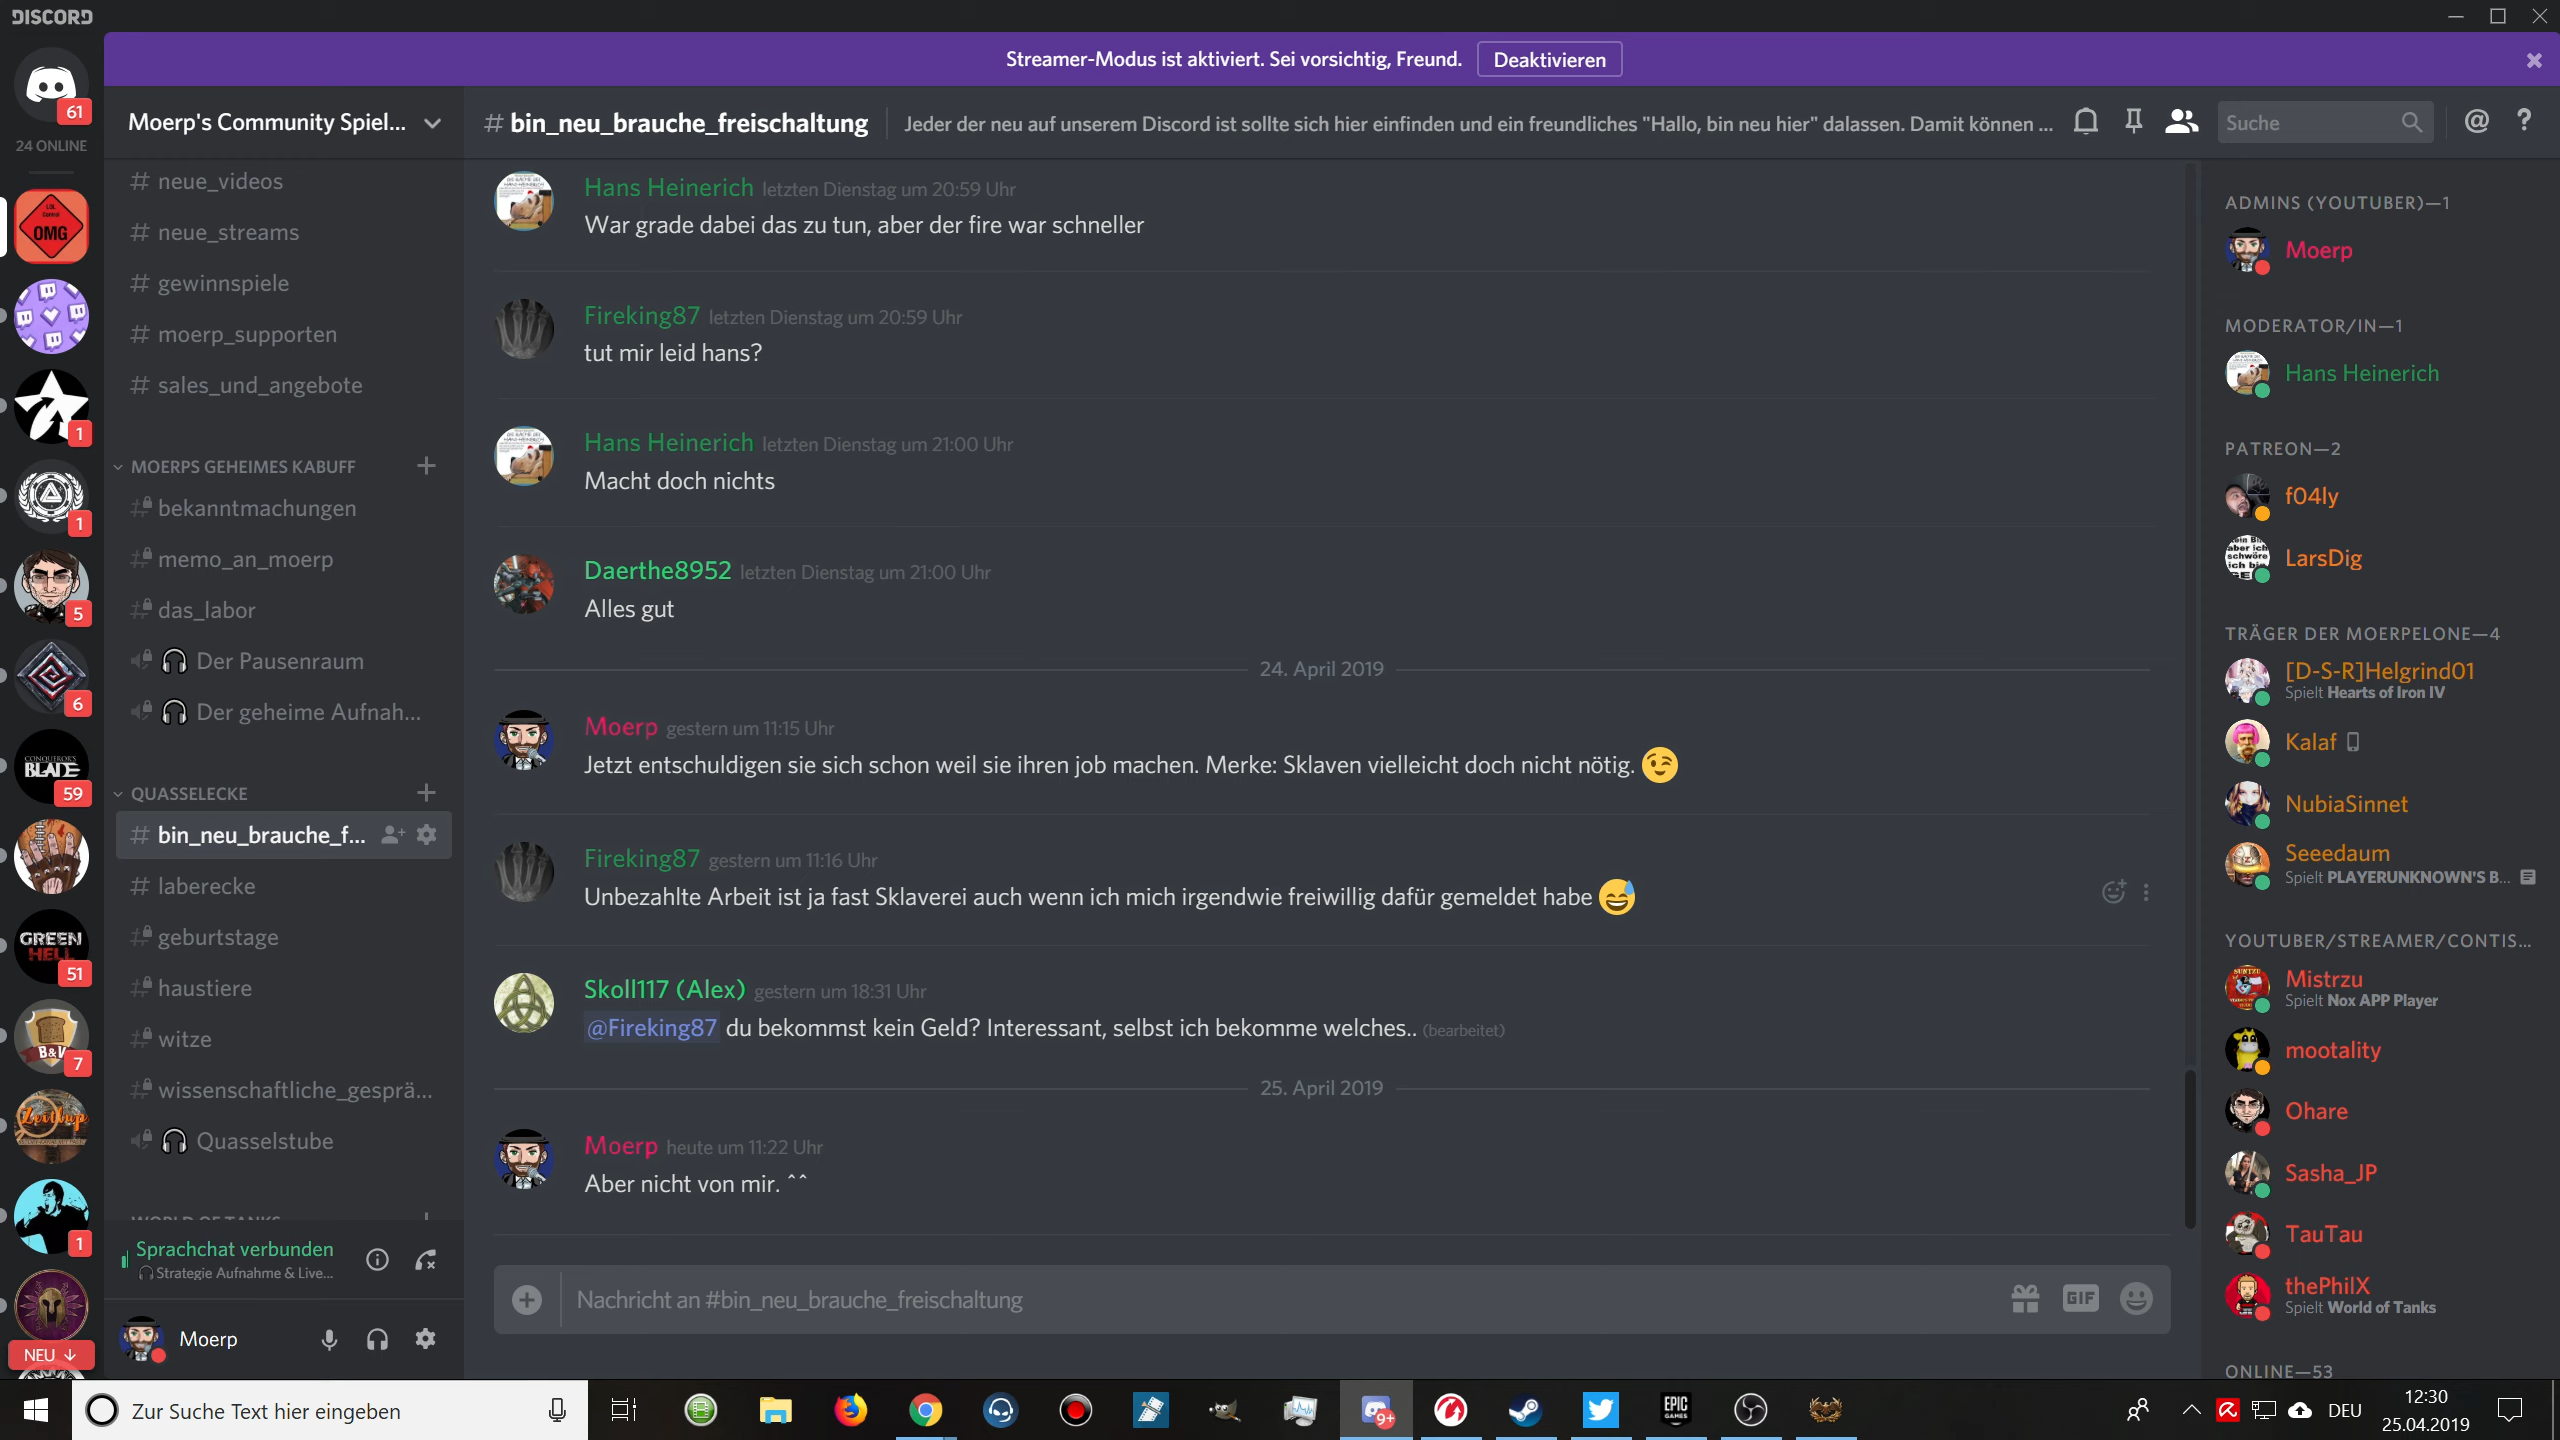 DISCORD
Streamer-Modus ist aktiviert. Sei vorsichtig, Freund.
Deaktivieren
61
24 ONLINE
LOL
Control
OMG
1
1
5
6
CONQUEROR'S
BLADE
59
GREEN
HELL
51
B&W
7
1
NEU
Moerp's Community Spiel...
# neue_videos
# neue_streams
# gewinnspiele
# moerp_supporten
# sales_und_angebote
MOERPS GEHEIMES KABUFF
bekanntmachungen
memo_an_moerp
das_labor
Der Pausenraum
Der geheime Aufnah...
QUASSELECKE
# bin_neu_brauche_f...
# laberecke
geburtstage
haustiere
witze
wissenschaftliche_gesprä...
Quasselstube
WORLD OF TANKS
Sprachchat verbunden
Strategie Aufnahme & Live...
Moerp
# bin_neu_brauche_freischaltung
Jeder der neu auf unserem Discord ist sollte sich hier einfinden und ein freundliches "Hallo, bin neu hier" dalassen. Damit können ...
Suche
Hans Heinerich letzten Dienstag um 20:59 Uhr
War grade dabei das zu tun, aber der fire war schneller
Fireking87 letzten Dienstag um 20:59 Uhr
tut mir leid hans?
Hans Heinerich letzten Dienstag um 21:00 Uhr
Macht doch nichts
Daerthe8952 letzten Dienstag um 21:00 Uhr
Alles gut
24. April 2019
Moerp gestern um 11:15 Uhr
Jetzt entschuldigen sie sich schon weil sie ihren job machen. Merke: Sklaven vielleicht doch nicht nötig. 😉
Fireking87 gestern um 11:16 Uhr
Unbezahlte Arbeit ist ja fast Sklaverei auch wenn ich mich irgendwie freiwillig dafür gemeldet habe 😅
Skoll117 (Alex) gestern um 18:31 Uhr
@Fireking87 du bekommst kein Geld? Interessant, selbst ich bekomme welches.. (bearbeitet)
25. April 2019
Moerp heute um 11:22 Uhr
Aber nicht von mir. ^^
Nachricht an #bin_neu_brauche_freischaltung
GIF
ADMINS (YOUTUBER)—1
Moerp
MODERATOR/IN—1
Hans Heinerich
PATREON—2
f04ly
LarsDig
TRÄGER DER MOERPELONE—4
[D-S-R]Helgrind01
Spielt Hearts of Iron IV
Kalaf
NubiaSinnet
Seeedaum
Spielt PLAYERUNKNOWN'S B...
YOUTUBER/STREAMER/CONTIS...
Mistrzu
Spielt Nox APP Player
mootality
Ohare
Sasha_JP
TauTau
thePhilX
Spielt World of Tanks
ONLINE—53
Zur Suche Text hier eingeben
9+
EPIC
GAMES
DEU
12:30
25.04.2019